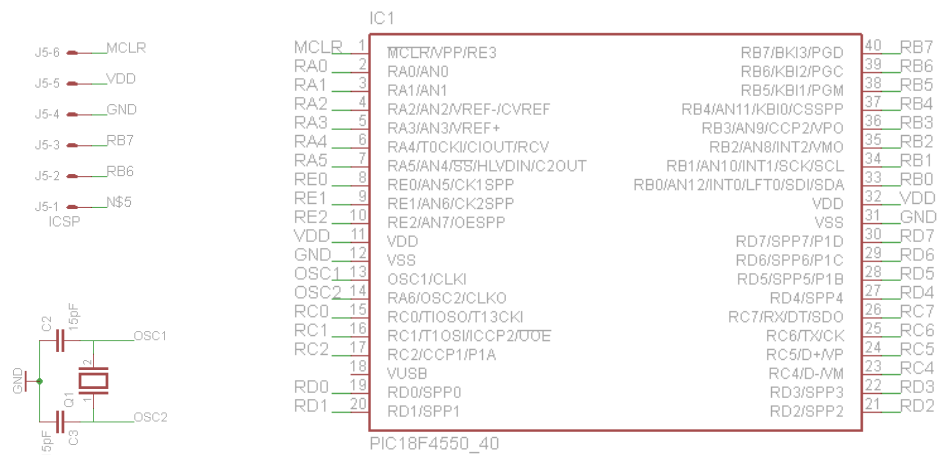 IC1
J5-6 MCLR
J5-5 VDD
J5-4 GND
J5-3 RB7
J5-2 RB6
J5-1 N$5
ICSP
MCLR 1 MCLR/VPP/RE3 RB7/BKI3/PGD 40 RB7
RA0 2 RA0/AN0 RB6/KBI2/PGC 39 RB6
RA1 3 RA1/AN1 RB5/KBI1/PGM 38 RB5
RA2 4 RA2/AN2/VREF-/CVREF RB4/AN11/KBI0/CSSPP 37 RB4
RA3 5 RA3/AN3/VREF+ RB3/AN9/CCP2/VPO 36 RB3
RA4 6 RA4/T0CKI/CIOUT/RCV RB2/AN8/INT2/VMO 35 RB2
RA5 7 RA5/AN4/SS/HLVDIN/C2OUT RB1/AN10/INT1/SCK/SCL 34 RB1
RE0 8 RE0/AN5/CK1SPP RB0/AN12/INT0/LFT0/SDI/SDA 33 RB0
RE1 9 RE1/AN6/CK2SPP VDD 32 VDD
RE2 10 RE2/AN7/OESPP VSS 31 GND
VDD 11 VDD RD7/SPP7/P1D 30 RD7
GND 12 VSS RD6/SPP6/P1C 29 RD6
OSC1 13 OSC1/CLKI RD5/SPP5/P1B 28 RD5
OSC2 14 RA6/OSC2/CLKO RD4/SPP4 27 RD4
RC0 15 RC0/TIOSO/T13CKI RC7/RX/DT/SDO 26 RC7
RC1 16 RC1/T1OSI/ICCP2/UOE RC6/TX/CK 25 RC6
RC2 17 RC2/CCP1/P1A RC5/D+/VP 24 RC5
18 VUSB RC4/D-/VM 23 RC4
RD0 19 RD0/SPP0 RD3/SPP3 22 RD3
RD1 20 RD1/SPP1 RD2/SPP2 21 RD2
PIC18F4550_40
C2
15pF
OSC1
GND
2
Q1
1
OSC2
5pF
C3